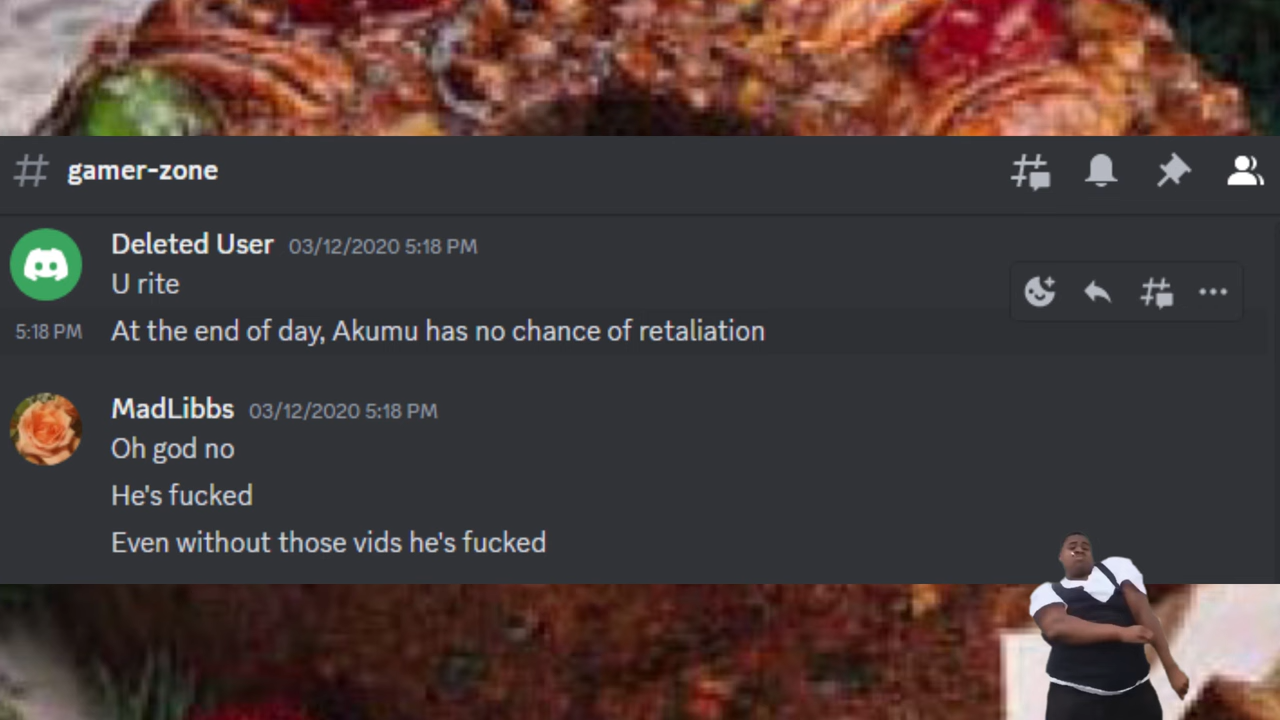 gamer-zone
Deleted User 03/12/2020 5:18 PM
U rite
5:18 PM At the end of day, Akumu has no chance of retaliation
MadLibbs 03/12/2020 5:18 PM
Oh god no
He's fucked
Even without those vids he's fucked